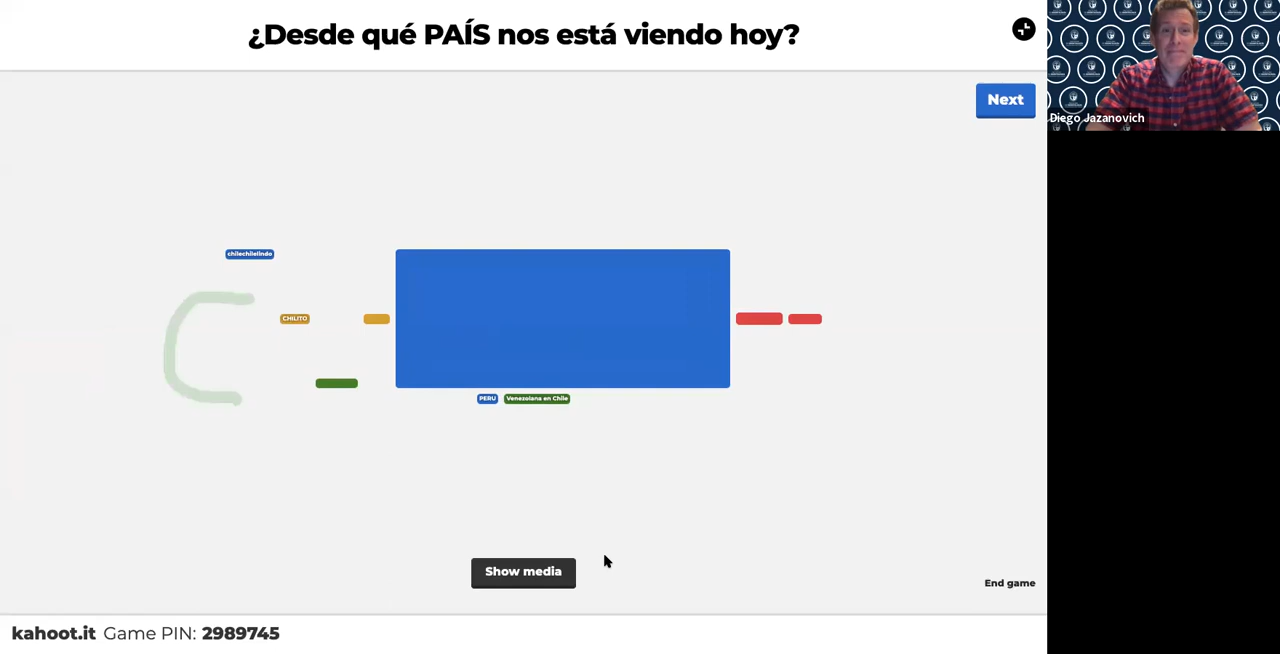 ¿Desde qué PAÍS nos está viendo hoy?
Next
Diego Jazanovich
chilechilelindo
CHILITO
PERU
Venezolana en Chile
Show media
End game
kahoot.it Game PIN: 2989745